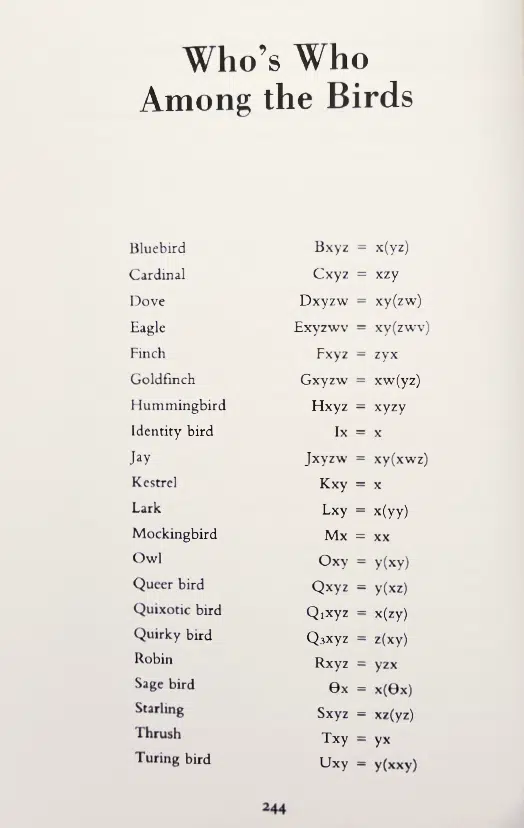 Who's Who
Among the Birds
Bluebird Bxyz = x(yz)
Cardinal Cxyz = xzy
Dove Dxyzw = xy(zw)
Eagle Exyzwv = xy(zwv)
Finch Fxyz = zyx
Goldfinch Gxyzw = xw(yz)
Hummingbird Hxyz = xyzy
Identity bird Ix = x
Jay Jxyzw = xy(xwz)
Kestrel Kxy = x
Lark Lxy = x(yy)
Mockingbird Mx = xx
Owl Oxy = y(xy)
Queer bird Qxyz = y(xz)
Quixotic bird Q₁xyz = x(zy)
Quirky bird Q₃xyz = z(xy)
Robin Rxyz = yzx
Sage bird Θx = x(Θx)
Starling Sxyz = xz(yz)
Thrush Txy = yx
Turing bird Uxy = y(xxy)
244